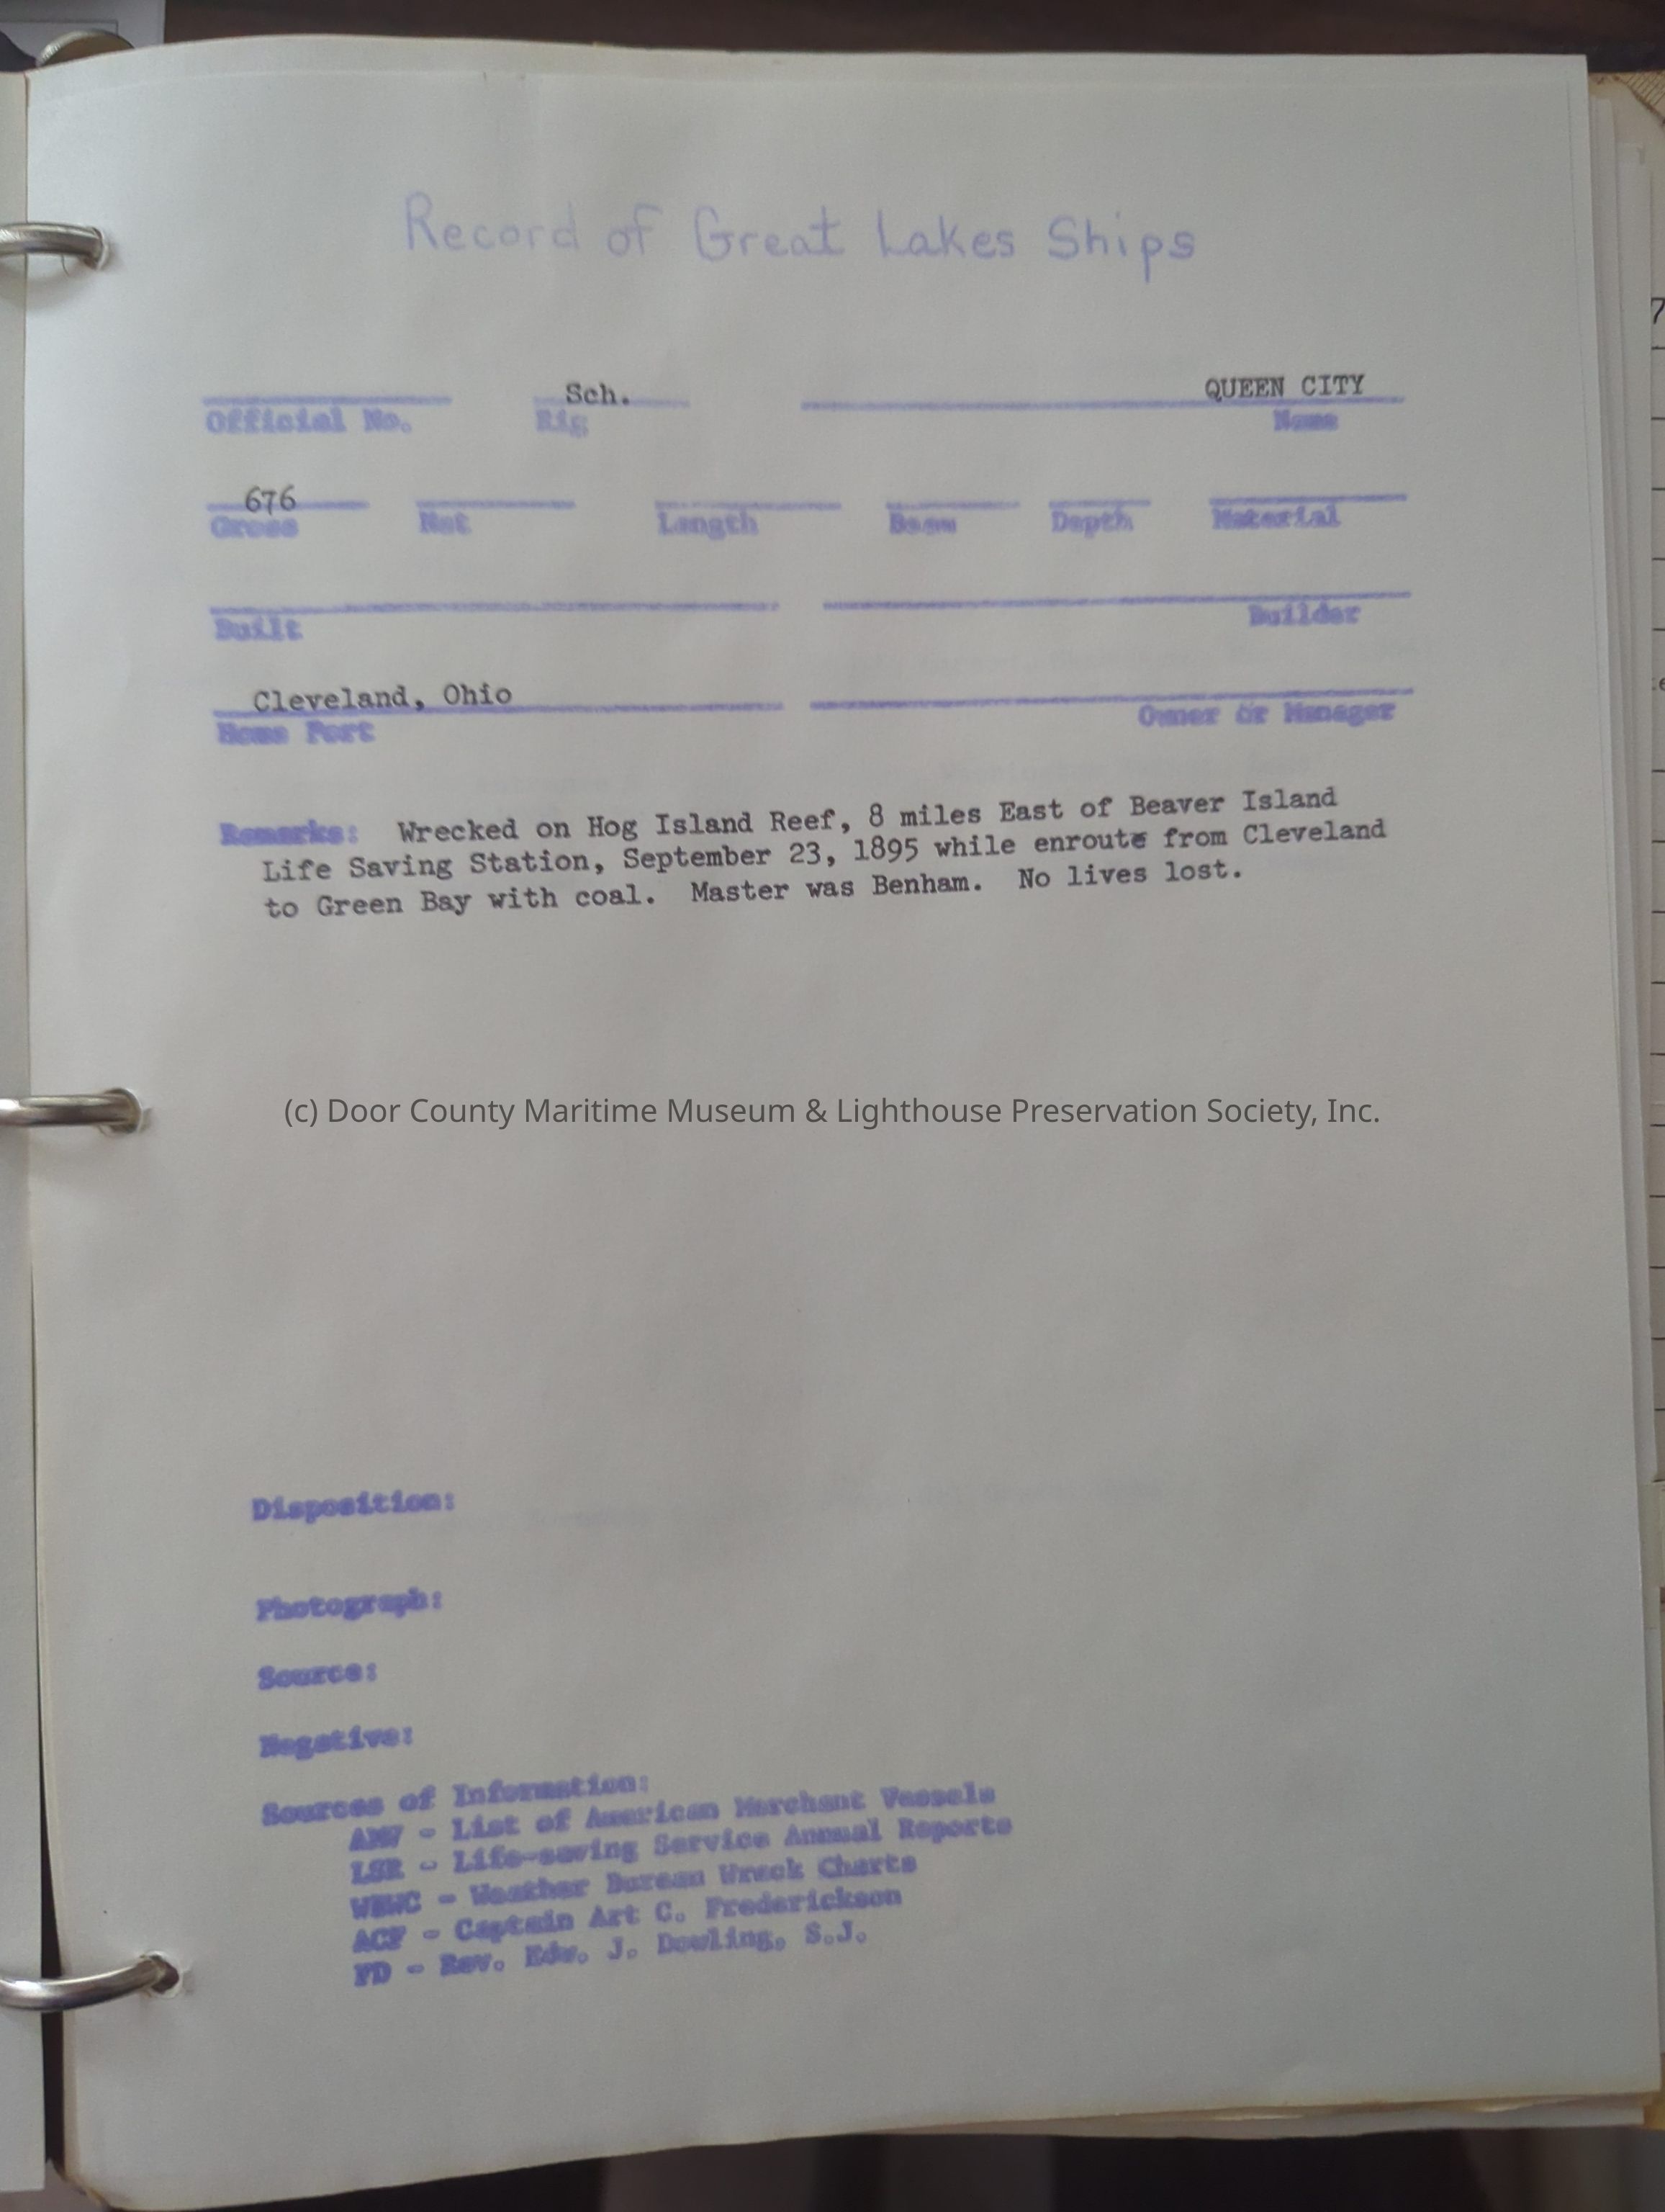 Record of Great Lakes Ships
Sch. QUEEN CITY
Official No. Rig Name
676
Gross Net Length Beam Depth Material
Built Builder
Cleveland, Ohio
Home Port Owner or Manager
Remarks: Wrecked on Hog Island Reef, 8 miles East of Beaver Island
Life Saving Station, September 23, 1895 while enroute from Cleveland
to Green Bay with coal. Master was Benham. No lives lost.
(c) Door County Maritime Museum & Lighthouse Preservation Society, Inc.
Disposition:
Photograph:
Source:
Negative:
Sources of Information:
AMV - List of American Merchant Vessels
LSR - Life-saving Service Annual Reports
WBWC - Weather Bureau Wreck Charts
ACF - Captain Art C. Frederickson
FD - Rev. Edw. J. Dowling, S.J.